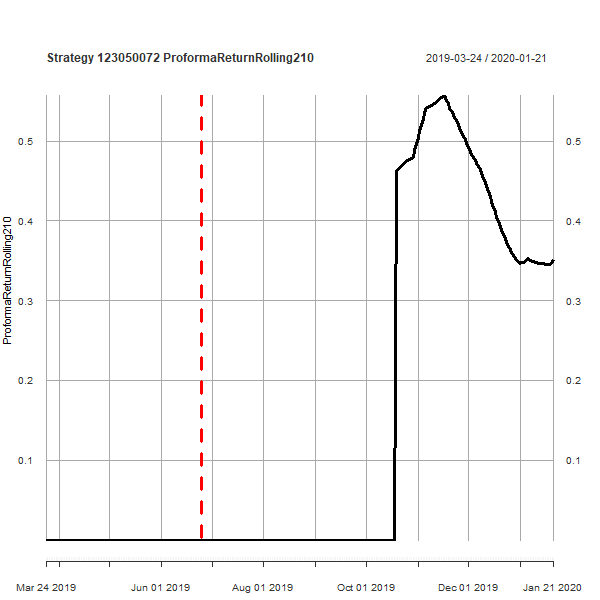 Strategy 123050072 ProformaReturnRolling210
2019-03-24 / 2020-01-21
ProformaReturnRolling210
0.5
0.4
0.3
0.2
0.1
0.5
0.4
0.3
0.2
0.1
Mar 24 2019
Jun 01 2019
Aug 01 2019
Oct 01 2019
Dec 01 2019
Jan 21 2020